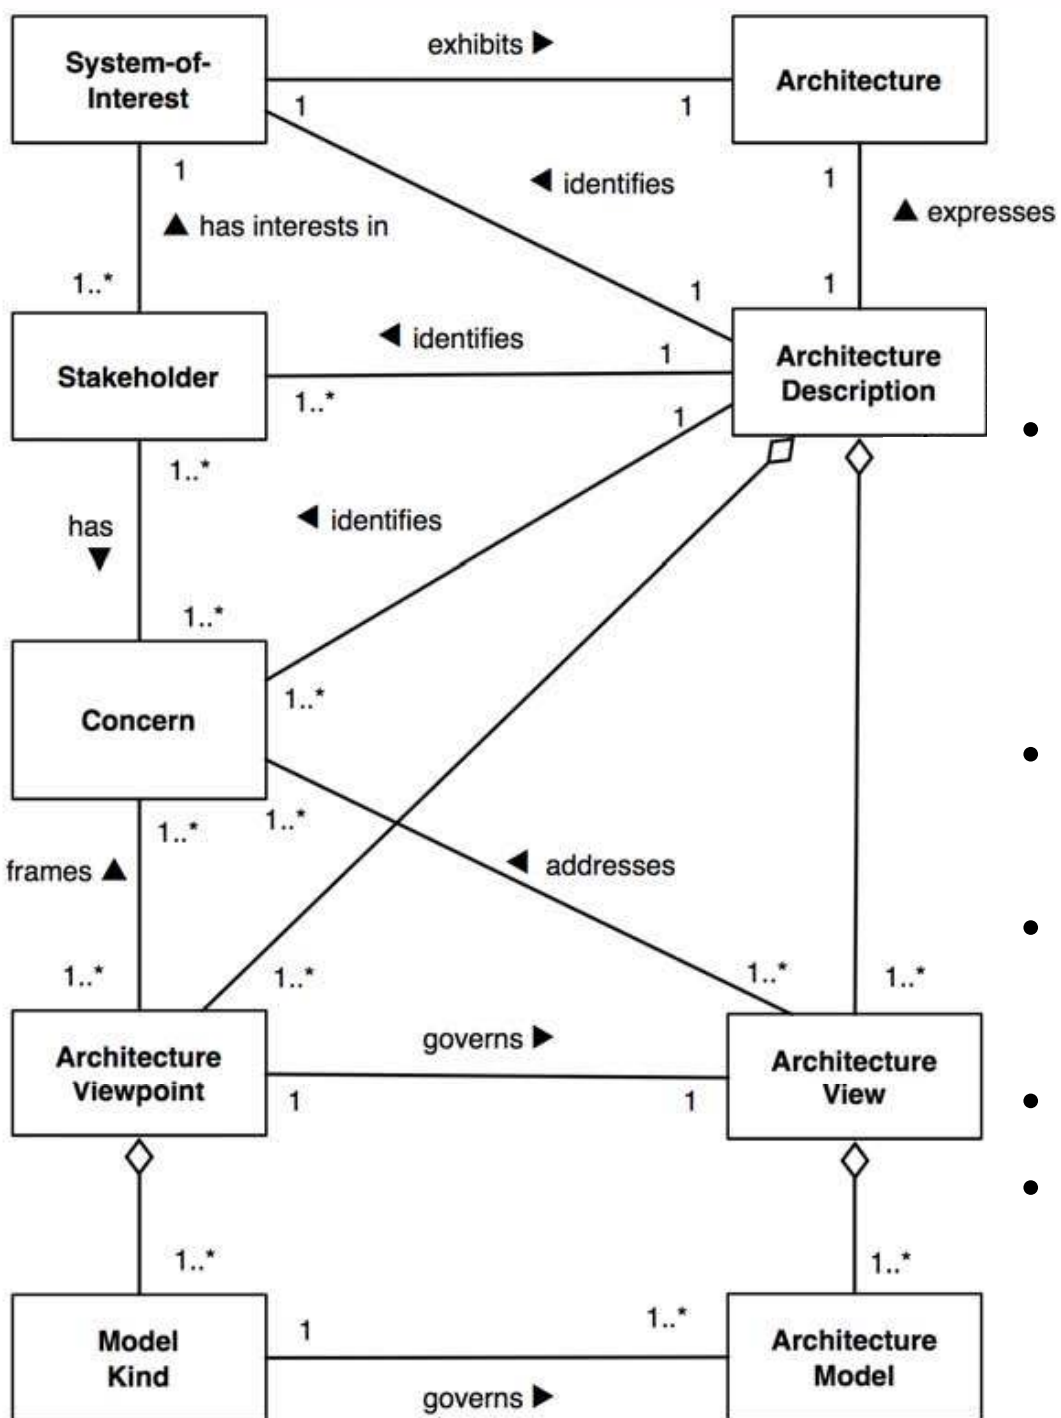 exhibits ▶
System-of-
Interest
Architecture
1
1
◀ identifies
1
1
▲ has interests in
▲ expresses
1..*
1
1
◀ identifies
1
Stakeholder
Architecture
Description
1..*
1
1..*
has
▼
◀ identifies
1..*
1..*
Concern
1..*
1..*
frames ▲
◀ addresses
1..*
1..*
1..*
1..*
governs ▶
Architecture
Viewpoint
Architecture
View
1
1
1..*
1..*
1
1..*
Model
Kind
Architecture
Model
governs ▶